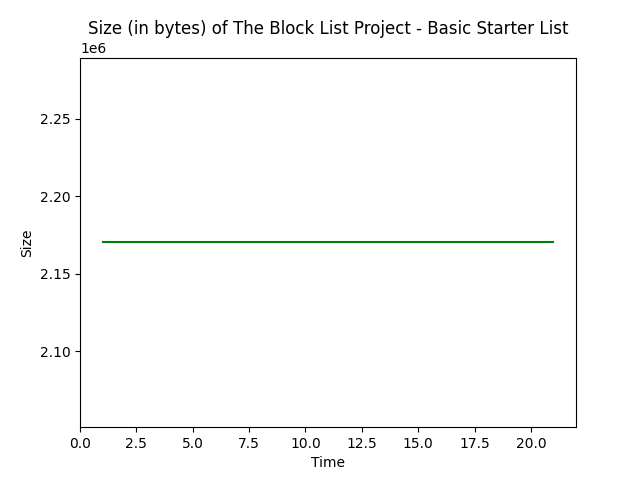 Size (in bytes) of The Block List Project - Basic Starter List
1e6
2.25
2.20
2.15
2.10
Size
0.0 2.5 5.0 7.5 10.0 12.5 15.0 17.5 20.0
Time